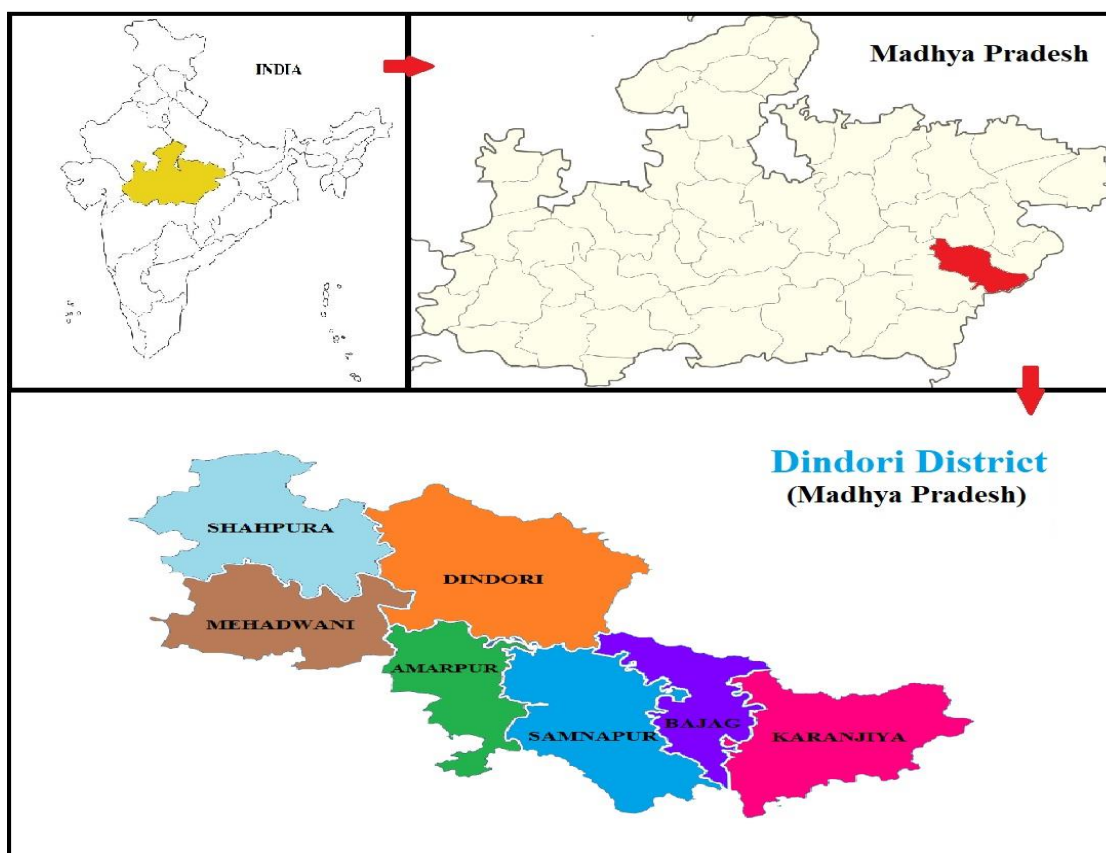 INDIA
Madhya Pradesh
Dindori District
(Madhya Pradesh)
SHAHPURA
DINDORI
MEHADWANI
AMARPUR
SAMNAPUR
BAJAG
KARANJIYA